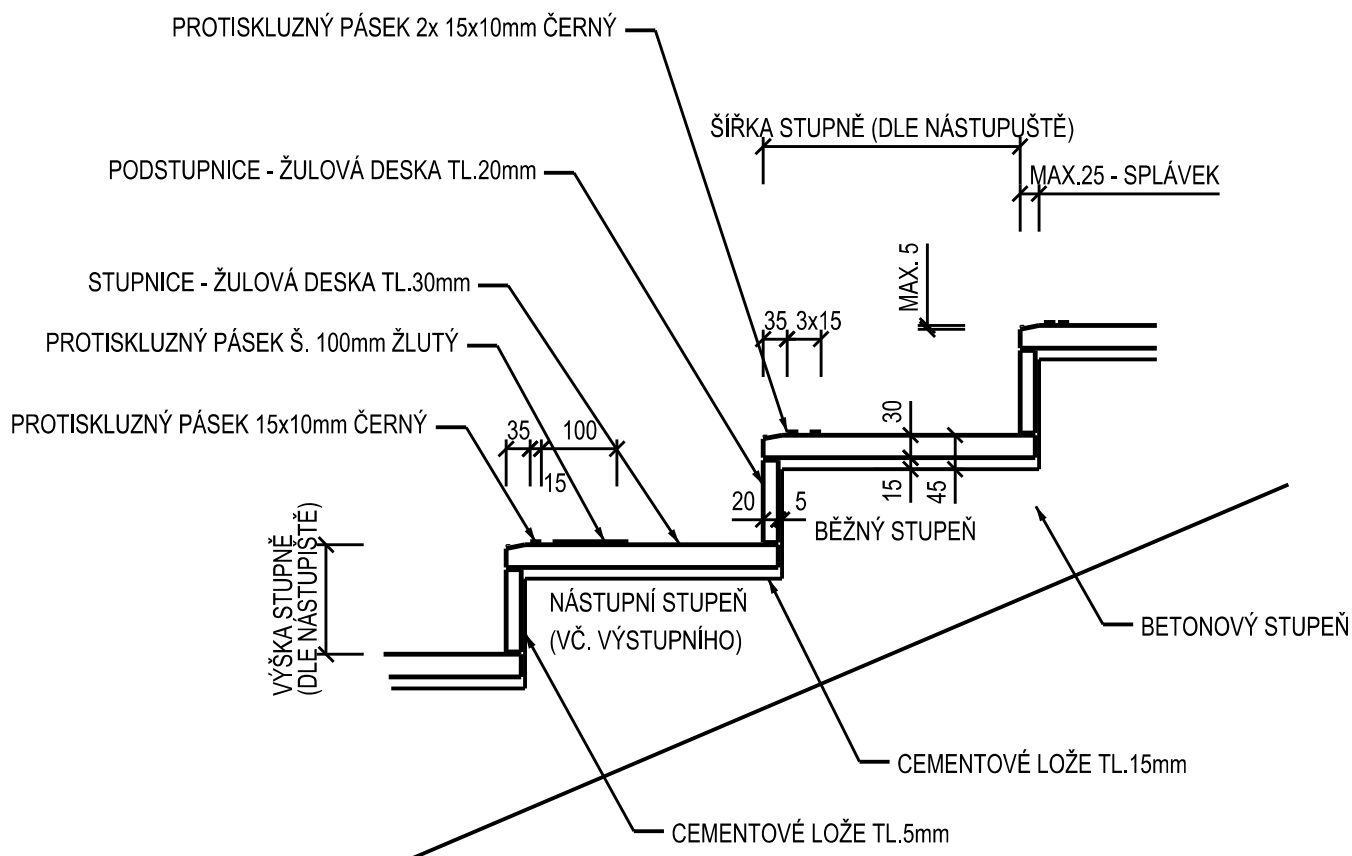 PROTISKLUZNÝ PÁSEK 2x 15x10mm ČERNÝ
ŠÍŘKA STUPNĚ (DLE NÁSTUPUŠTĚ)
PODSTUPNICE - ŽULOVÁ DESKA TL.20mm
MAX.25 - SPLÁVEK
STUPNICE - ŽULOVÁ DESKA TL.30mm
MAX. 5
35
3x15
PROTISKLUZNÝ PÁSEK Š. 100mm ŽLUTÝ
PROTISKLUZNÝ PÁSEK 15x10mm ČERNÝ
35
100
15
30
15
45
20
5
BĚŽNÝ STUPEŇ
VÝŠKA STUPNĚ
(DLE NÁSTUPIŠTĚ)
NÁSTUPNÍ STUPEŇ
(VČ. VÝSTUPNÍHO)
BETONOVÝ STUPEŇ
CEMENTOVÉ LOŽE TL.15mm
CEMENTOVÉ LOŽE TL.5mm